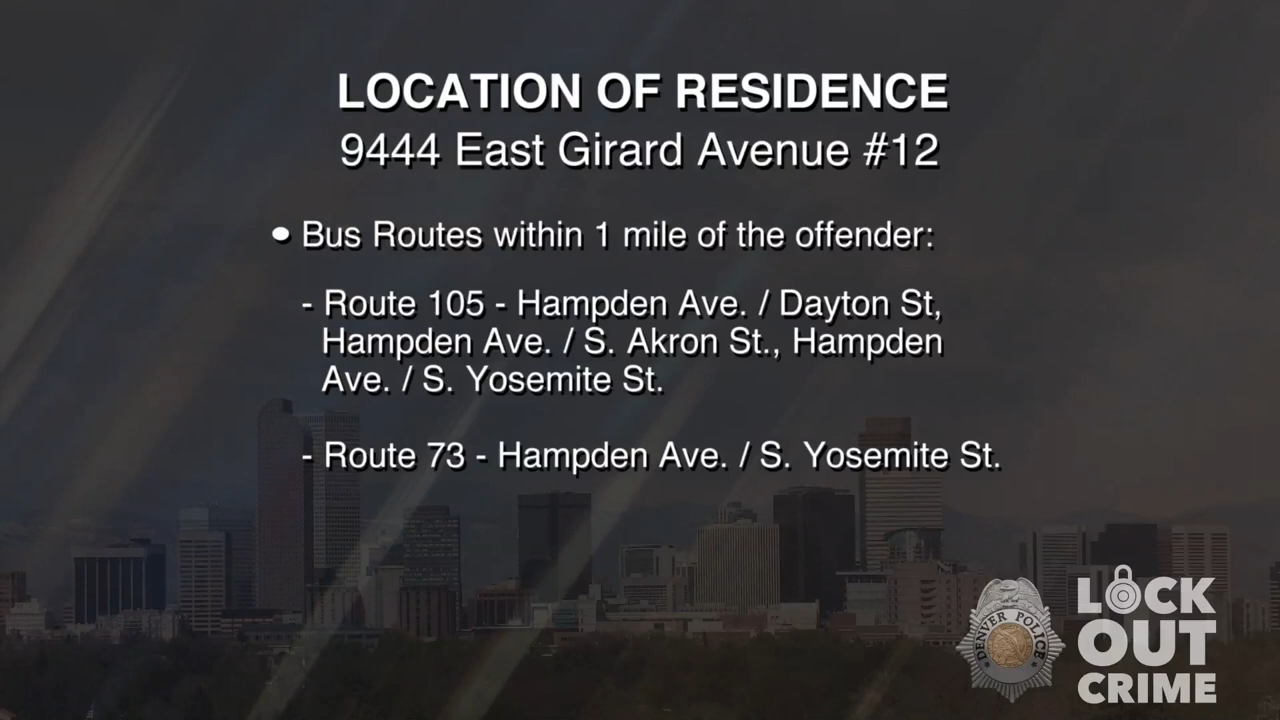 LOCATION OF RESIDENCE
9444 East Girard Avenue #12
• Bus Routes within 1 mile of the offender:
- Route 105 - Hampden Ave. / Dayton St,
Hampden Ave. / S. Akron St., Hampden
Ave. / S. Yosemite St.
- Route 73 - Hampden Ave. / S. Yosemite St.
DENVER POLICE
LOCK
OUT
CRIME